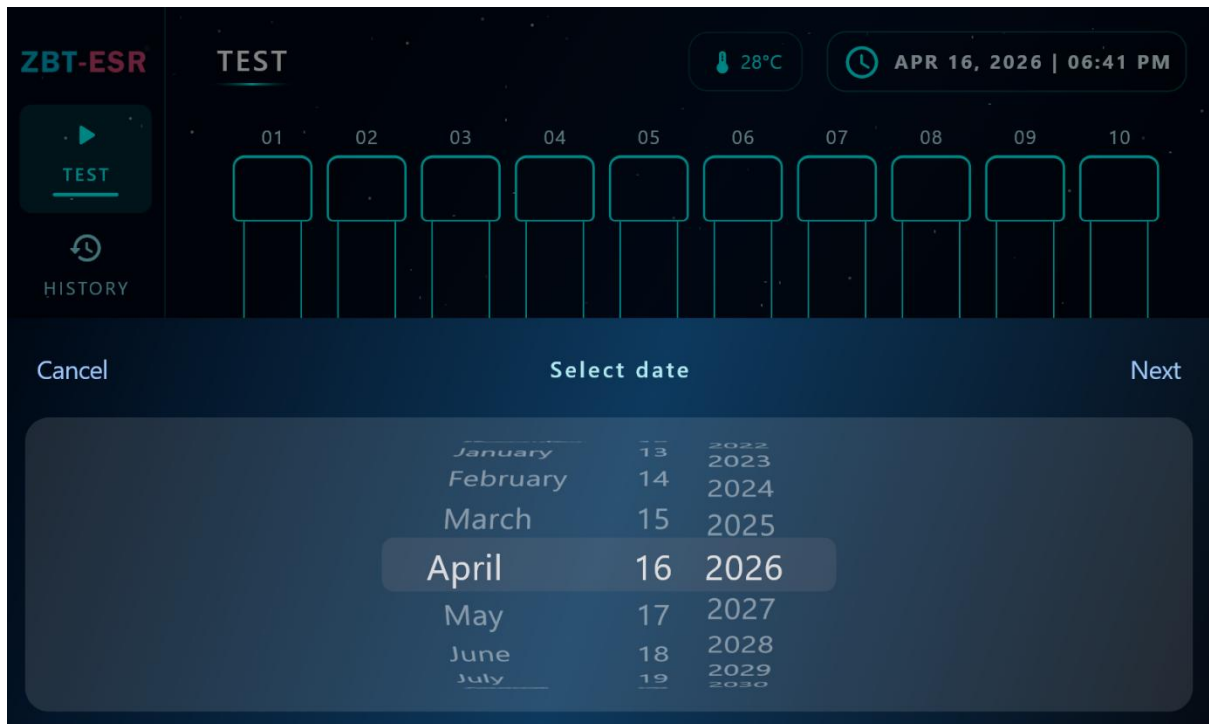 ZBT-ESR
TEST
28°C
APR 16, 2026 | 06:41 PM
TEST
HISTORY
01 02 03 04 05 06 07 08 09 10
Cancel
Select date
Next
2022
January 13 2023
February 14 2024
March 15 2025
April 16 2026
May 17 2027
June 18 2028
July 19 2029
2030